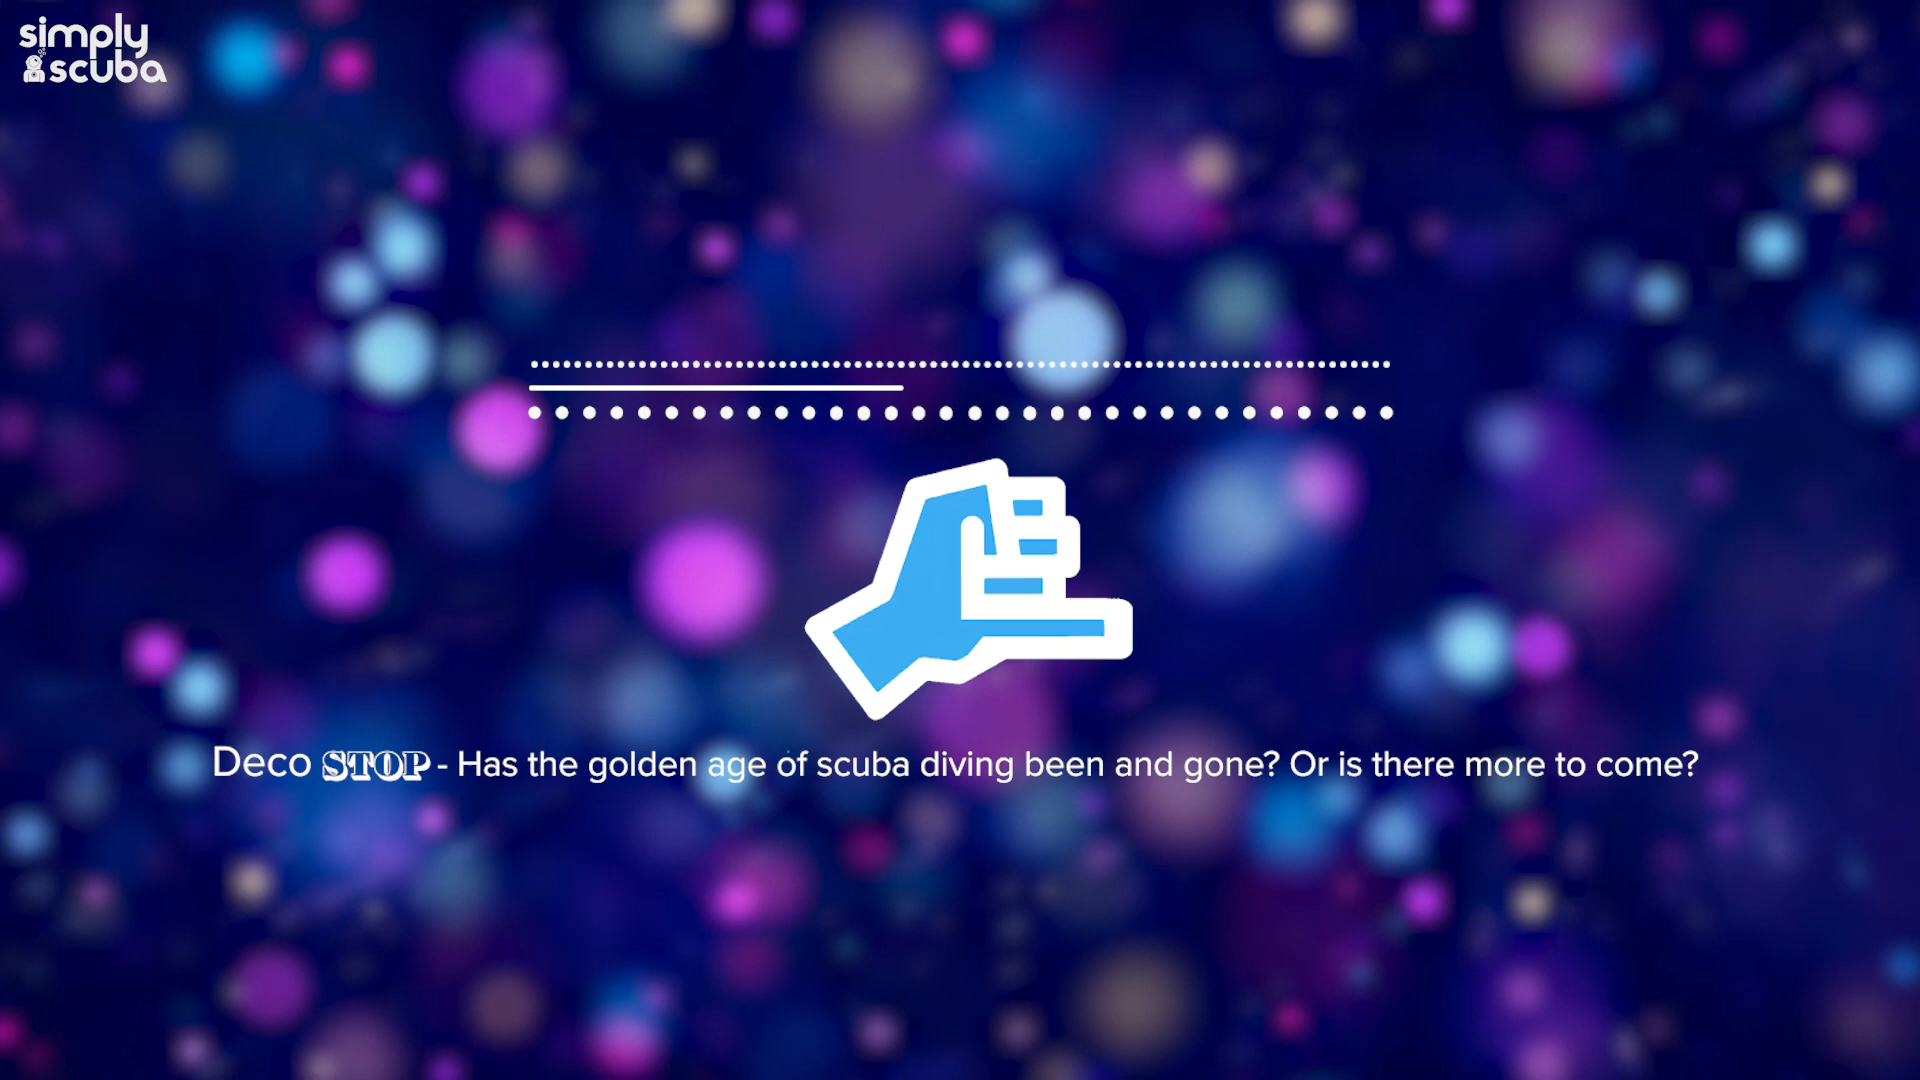 simply
scuba
Deco STOP - Has the golden age of scuba diving been and gone? Or is there more to come?